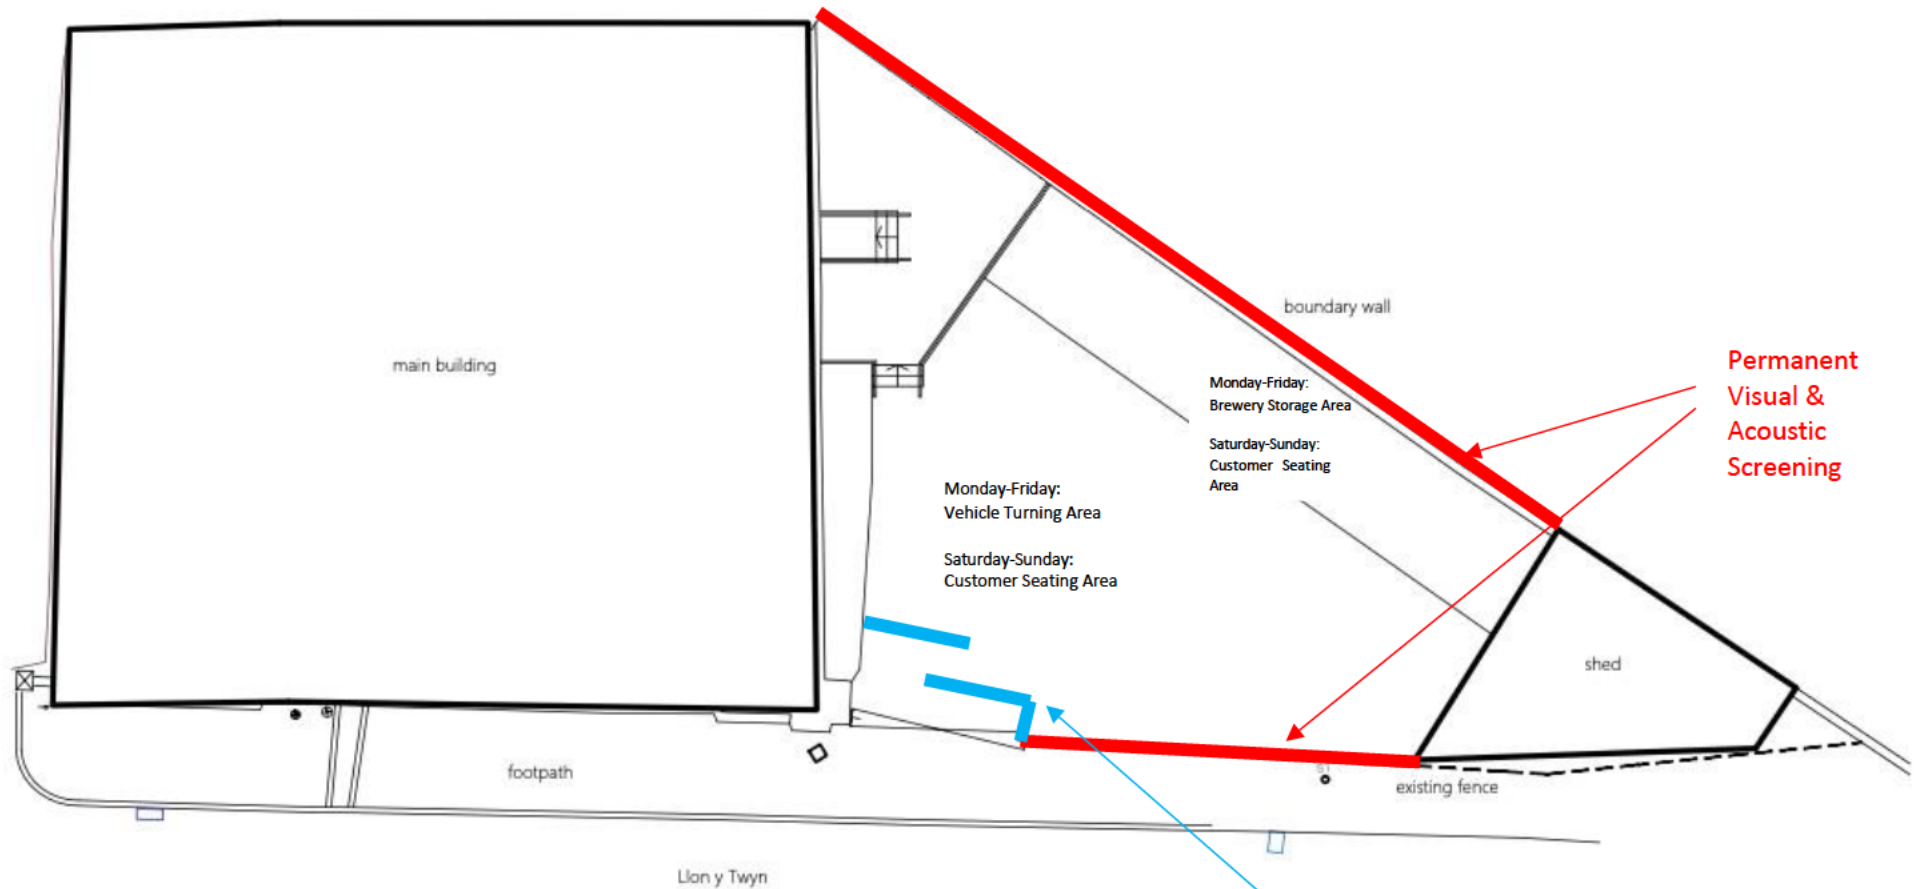 boundary wall
Permanent
Visual &
Acoustic
Screening
main building
Monday-Friday:
Brewery Storage Area
Saturday-Sunday:
Customer Seating
Area
Monday-Friday:
Vehicle Turning Area
Saturday-Sunday:
Customer Seating Area
shed
footpath
existing fence
Llon y Twyn